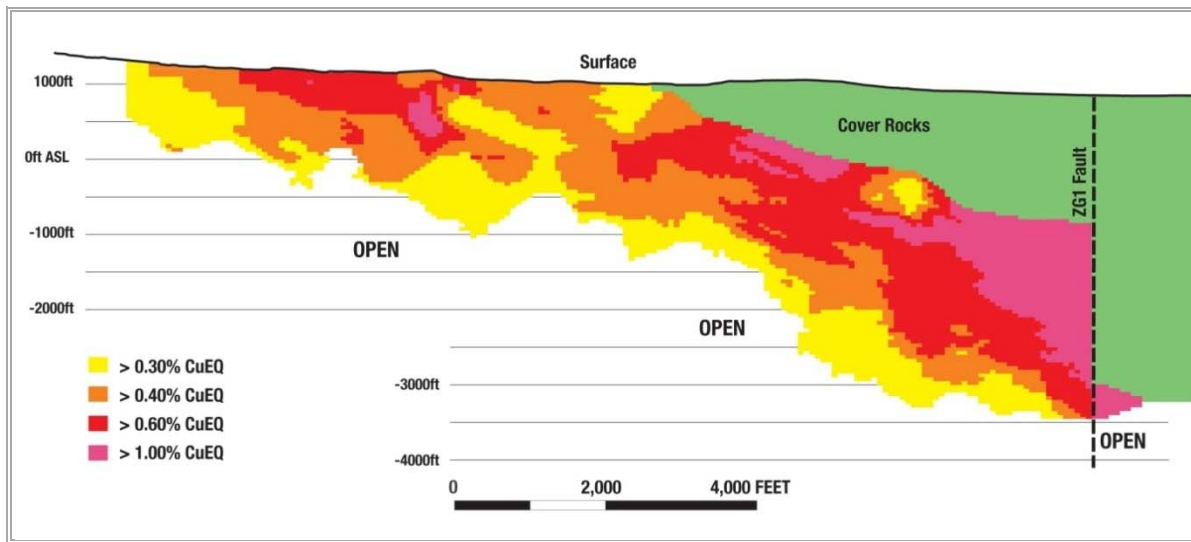 Surface
1000ft
Cover Rocks
0ft ASL
ZG1 Fault
-1000ft
OPEN
-2000ft
OPEN
> 0.30% CuEQ
> 0.40% CuEQ
> 0.60% CuEQ
> 1.00% CuEQ
-3000ft
OPEN
-4000ft
0 2,000 4,000 FEET